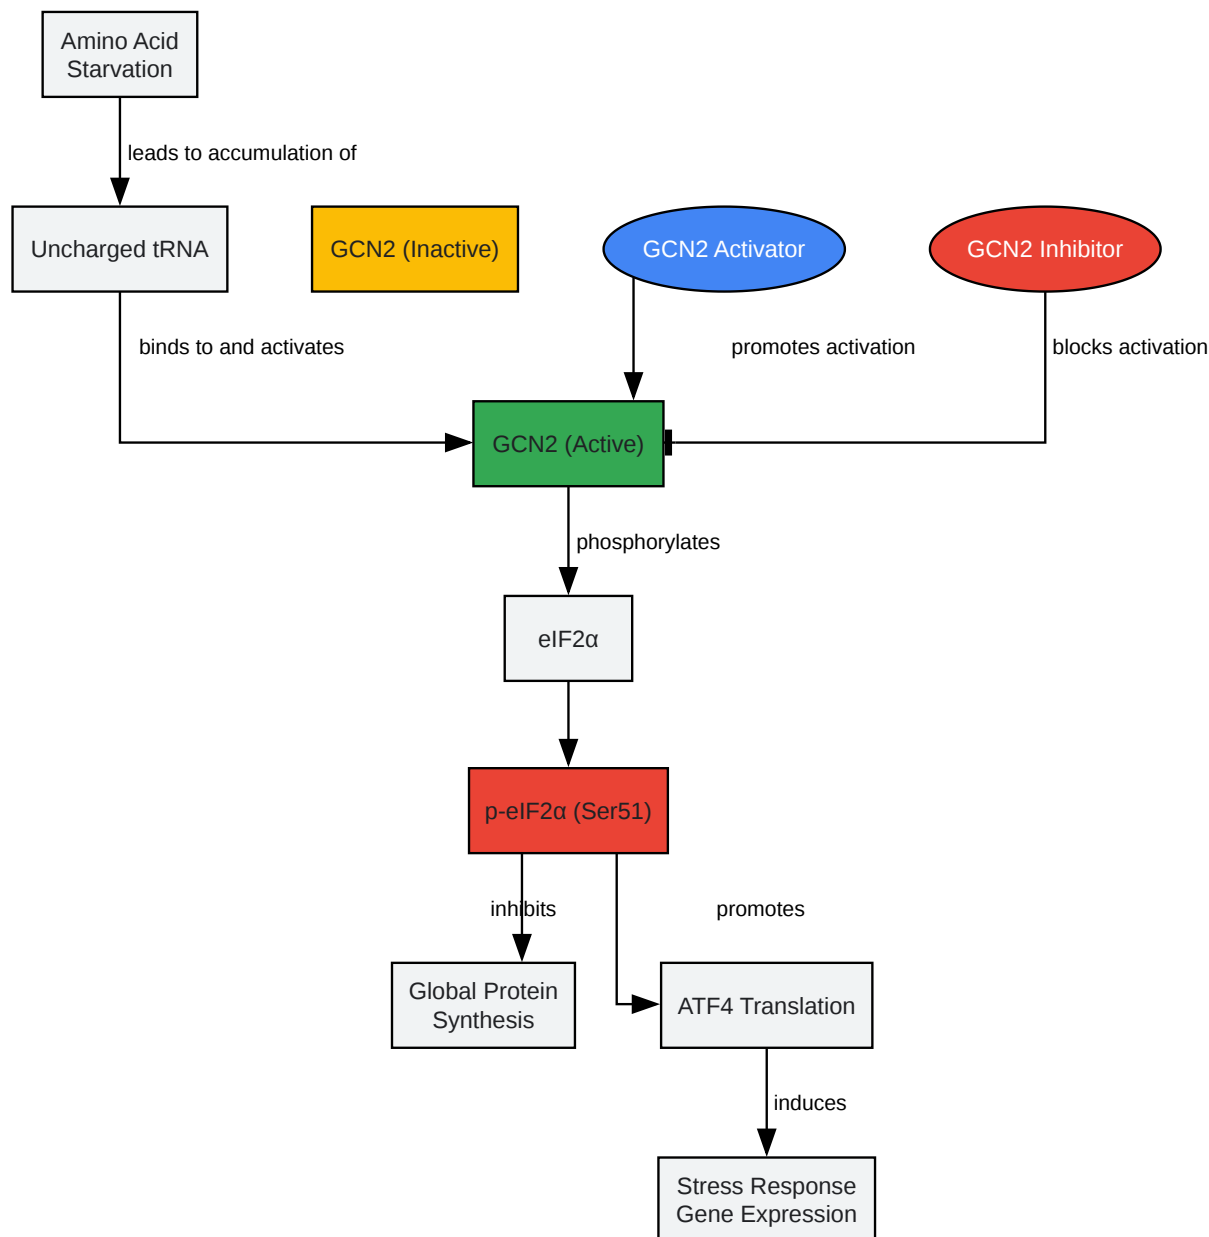 Amino Acid
Starvation
leads to accumulation of
Uncharged tRNA
GCN2 (Inactive)
GCN2 Activator
GCN2 Inhibitor
binds to and activates
promotes activation
blocks activation
GCN2 (Active)
phosphorylates
eIF2α
p-eIF2α (Ser51)
inhibits
promotes
Global Protein
Synthesis
ATF4 Translation
induces
Stress Response
Gene Expression